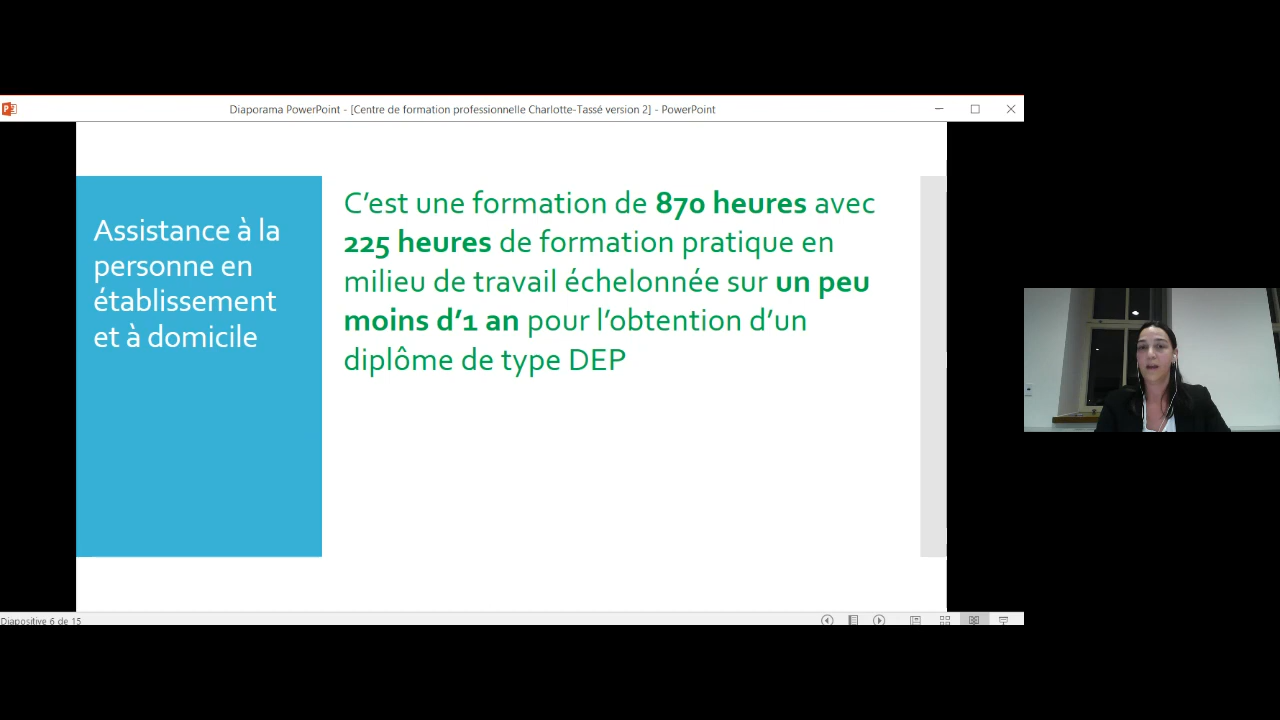 Diaporama PowerPoint - [Centre de formation professionnelle Charlotte-Tassé version 2] - PowerPoint
Assistance à la
personne en
établissement
et à domicile
C’est une formation de 870 heures avec
225 heures de formation pratique en
milieu de travail échelonnée sur un peu
moins d’1 an pour l’obtention d’un
diplôme de type DEP
Diapositive 6 de 15